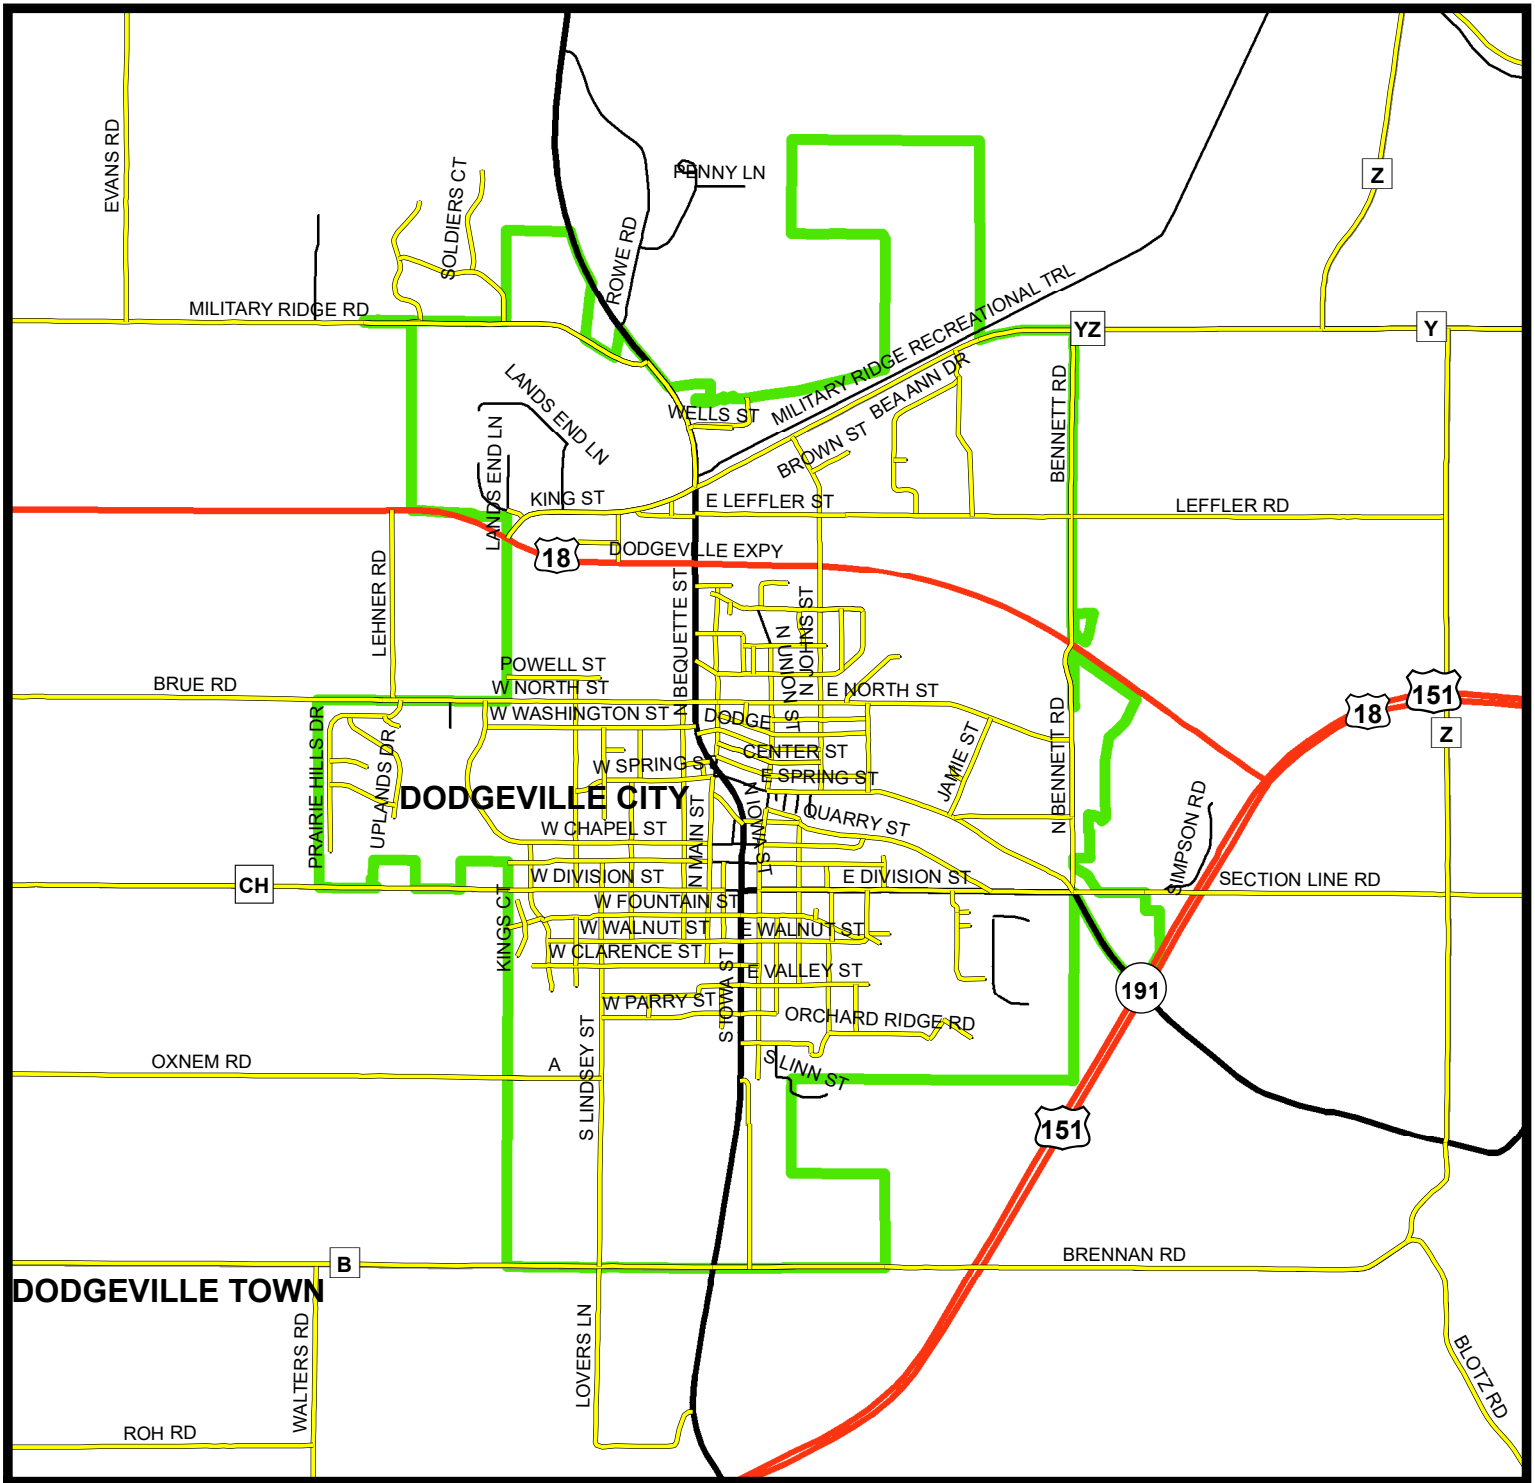 EVANS RD
SOLDIERS CT
PENNY LN
Z
ROWE RD
MILITARY RIDGE RD
MILITARY RIDGE RECREATIONAL TRL
YZ
Y
LANDS END LN
LANDS END LN
WELLS ST
BEA ANN DR
BROWN ST
BENNETT RD
KING ST
E LEFFLER ST
LEFFLER RD
18
DODGEVILLE EXPY
LEHNER RD
N BEQUETTE ST
N UNION ST
N JOHNS ST
POWELL ST
BRUE RD
W NORTH ST
E NORTH ST
W WASHINGTON ST
DODGE
151
18
Z
PRAIRIE HILLS DR
UPLANDS DR
CENTER ST
W SPRING ST
E SPRING ST
JAMIE ST
N BENNETT RD
DODGEVILLE CITY
N IOWA ST
QUARRY ST
W CHAPEL ST
N MAIN ST
SIMPSON RD
CH
W DIVISION ST
E DIVISION ST
SECTION LINE RD
KINGS CT
W FOUNTAIN ST
W WALNUT ST
E WALNUT ST
W CLARENCE ST
E VALLEY ST
S IOWA ST
191
W PARRY ST
ORCHARD RIDGE RD
OXNEM RD
A
S LINDSEY ST
S LINN ST
151
B
BRENNAN RD
DODGEVILLE TOWN
WALTERS RD
LOVERS LN
BLOTZ RD
ROH RD